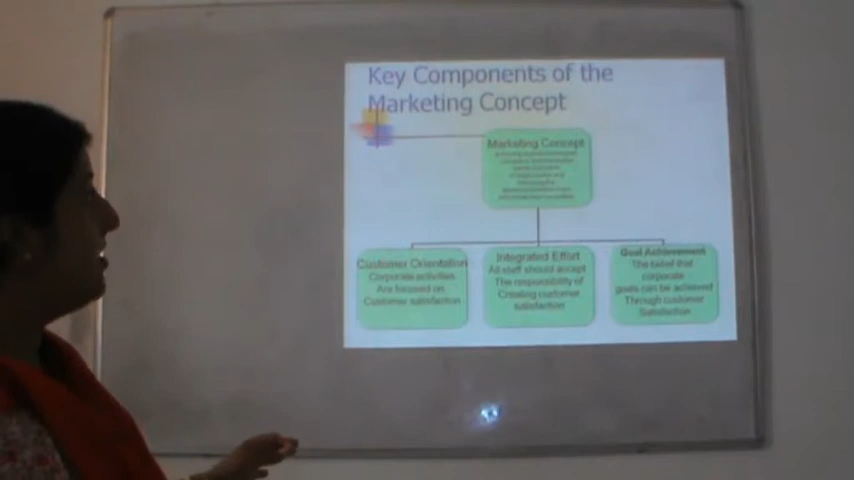 Key Components of the
Marketing Concept
Marketing Concept
Customer Orientation
Corporate activities
Are focused on
Customer satisfaction
Integrated Effort
All staff should accept
The responsibility of
Creating customer
satisfaction
Goal Achievement
The belief that
corporate
goals can be achieved
Through customer
Satisfaction